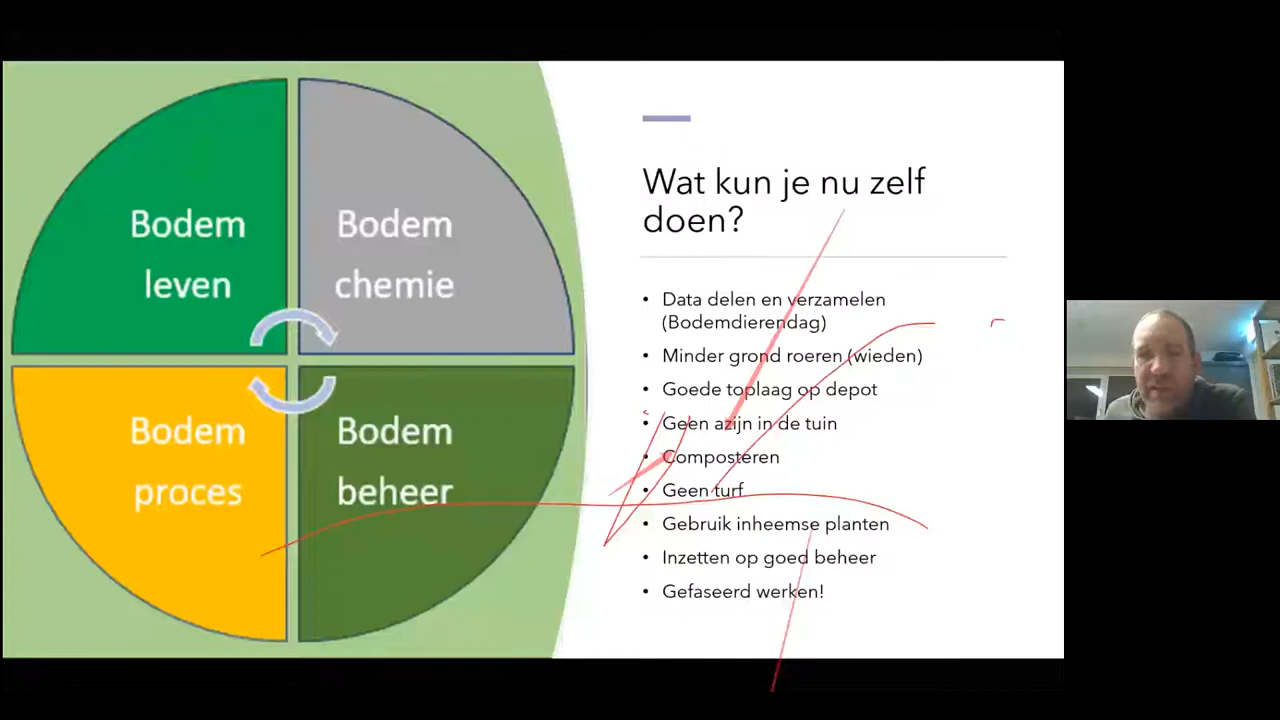 Bodem
leven
Bodem
chemie
Bodem
proces
Bodem
beheer
Wat kun je nu zelf
doen?
• Data delen en verzamelen
(Bodemdierendag)
• Minder grond roeren (wieden)
• Goede toplaag op depot
• Geen azijn in de tuin
• Composteren
• Geen turf
• Gebruik inheemse planten
• Inzetten op goed beheer
• Gefaseerd werken!